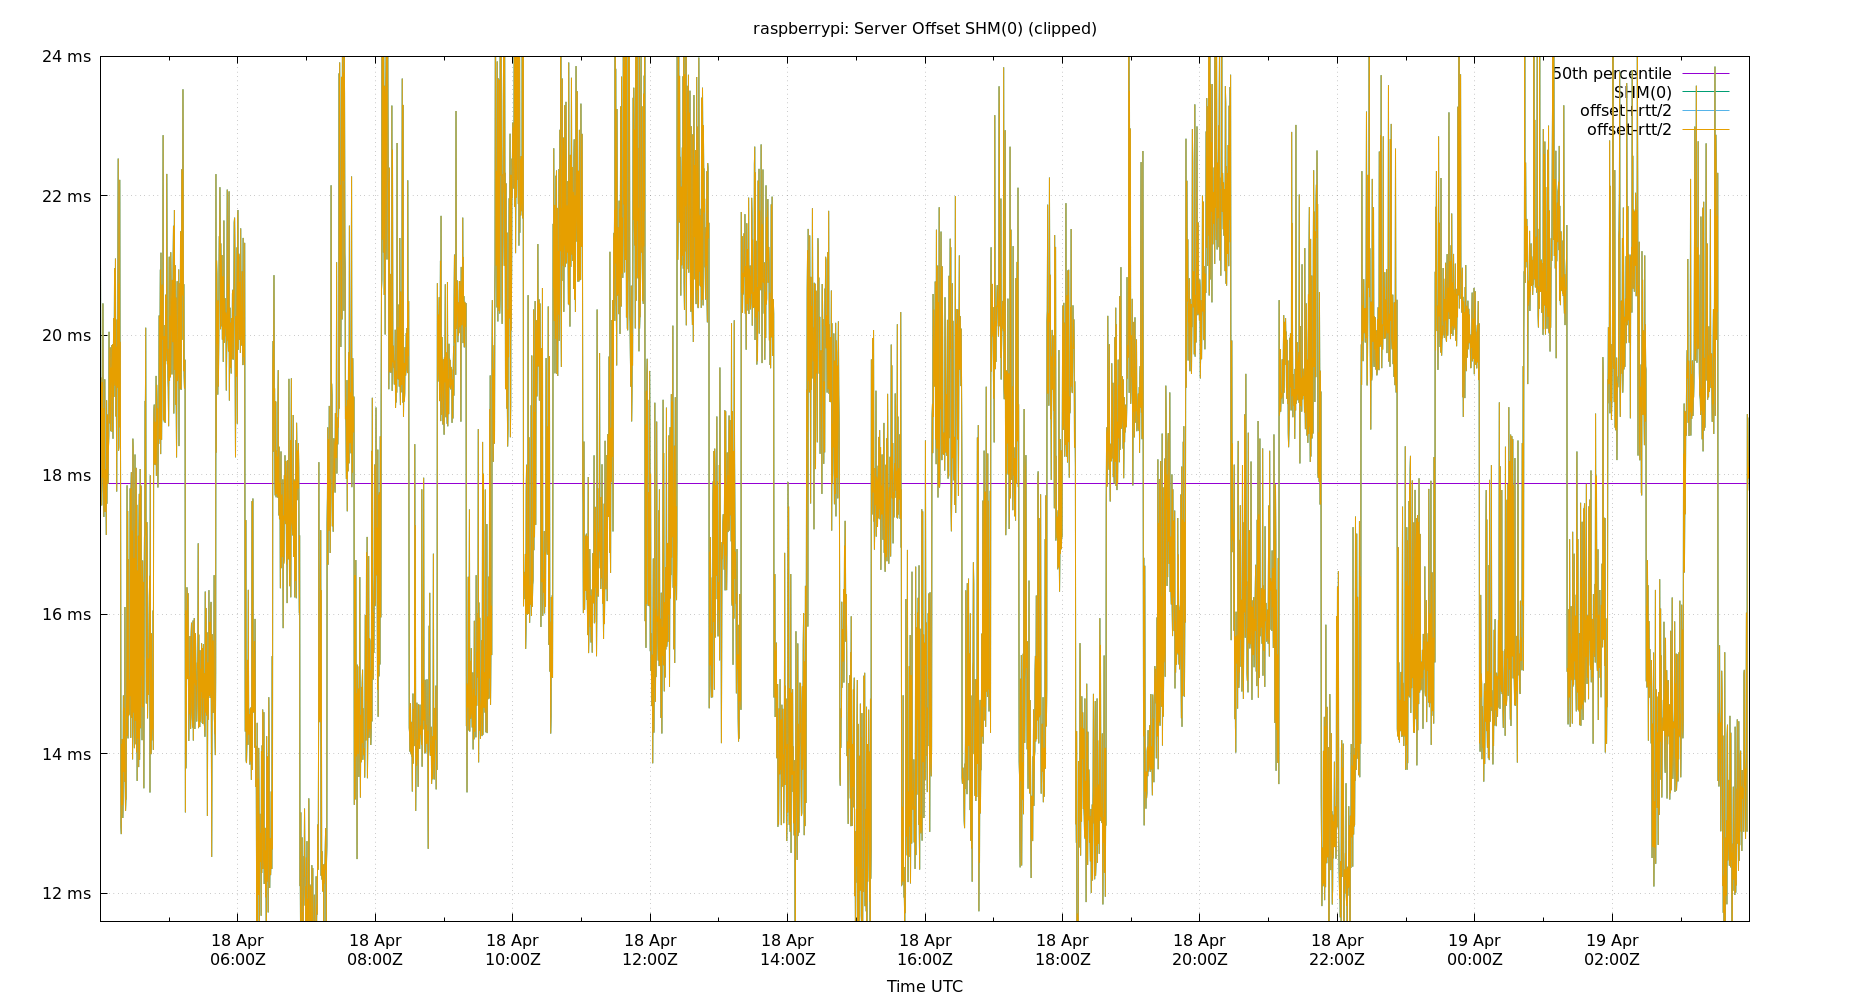 raspberrypi: Server Offset SHM(0) (clipped)
24 ms
22 ms
20 ms
18 ms
16 ms
14 ms
12 ms
50th percentile
SHM(0)
offset+rtt/2
offset-rtt/2
18 Apr 18 Apr 18 Apr 18 Apr 18 Apr 18 Apr 18 Apr 18 Apr 18 Apr 19 Apr 19 Apr
06:00Z 08:00Z 10:00Z 12:00Z 14:00Z 16:00Z 18:00Z 20:00Z 22:00Z 00:00Z 02:00Z
Time UTC